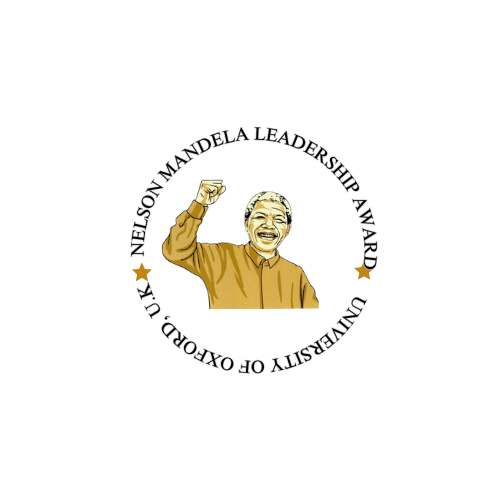 NELSON MANDELA LEADERSHIP AWARD
UNIVERSITY OF OXFORD, U.K